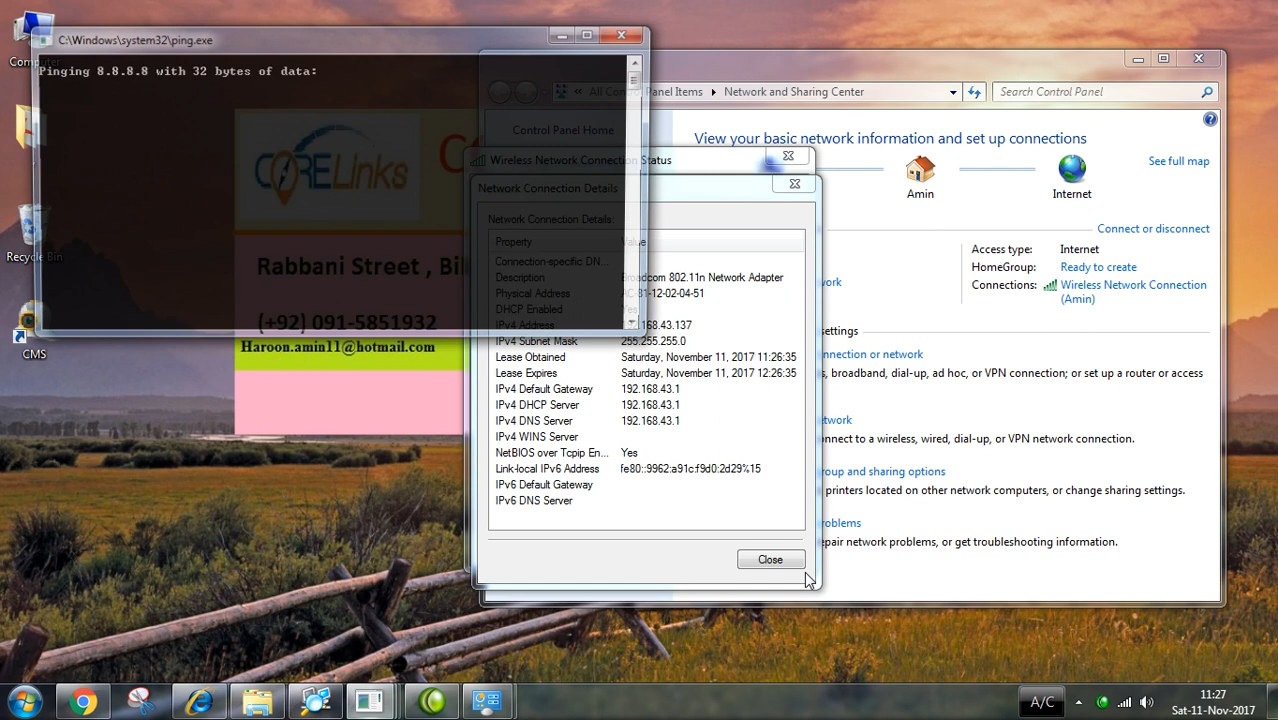 Computer
C:\Windows\system32\ping.exe
Pinging 8.8.8.8 with 32 bytes of data:
All Control Panel Items
Network and Sharing Center
Search Control Panel
Control Panel Home
View your basic network information and set up connections
See full map
Amin
Internet
Connect or disconnect
Access type:
Internet
HomeGroup:
Ready to create
Connections:
Wireless Network Connection
(Amin)
Wireless Network Connection Status
Network Connection Details
Network Connection Details:
Property
Value
Connection-specific DN...
Description
Broadcom 802.11n Network Adapter
Physical Address
DHCP Enabled
Yes
IPv4 Address
IPv4 Subnet Mask
255.255.255.0
Lease Obtained
Saturday, November 11, 2017 11:26:35
Lease Expires
Saturday, November 11, 2017 12:26:35
IPv4 Default Gateway
192.168.43.1
IPv4 DHCP Server
192.168.43.1
IPv4 DNS Server
192.168.43.1
IPv4 WINS Server
NetBIOS over Tcpip En...
Yes
Link-local IPv6 Address
fe80::9962:a91c:f9d0:2d29%15
IPv6 Default Gateway
IPv6 DNS Server
Close
settings
connection or network
, broadband, dial-up, ad hoc, or VPN connection; or set up a router or access
connect to a wireless, wired, dial-up, or VPN network connection.
group and sharing options
printers located on other network computers, or change sharing settings.
problems
repair network problems, or get troubleshooting information.
CORELinks
Rabbani Street ,
(+92) 091-5851932
Haroon.amin11@hotmail.com
Recycle Bin
CMS
A/C
11:27
Sat-11-Nov-2017